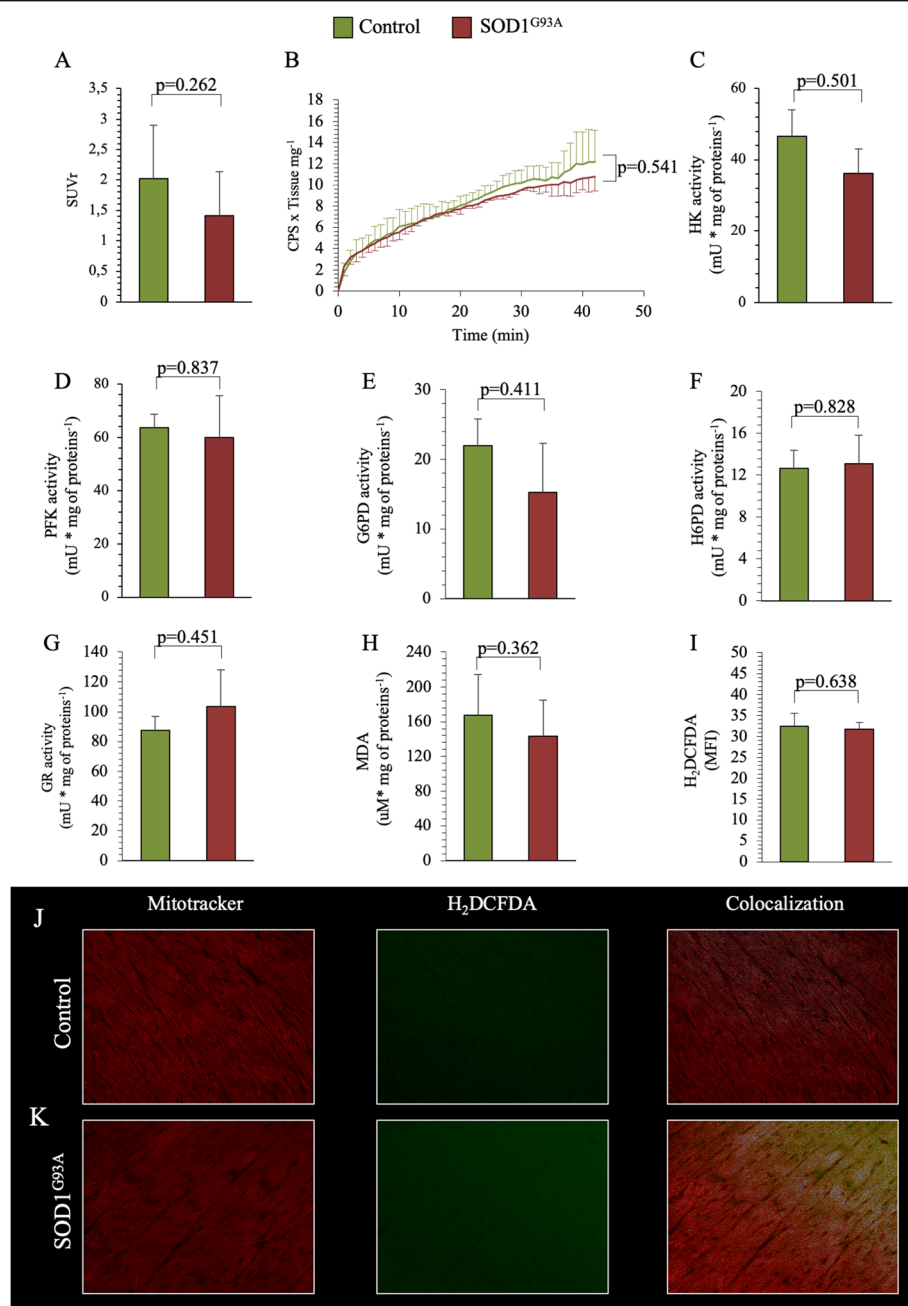 Control SOD1G93A
A
p=0.262
SUVr
3,5
3
2,5
2
1,5
1
0,5
0
B
CPS x Tissue mg-1
18
16
14
12
10
8
6
4
2
0
p=0.541
0 10 20 30 40 50
Time (min)
C
p=0.501
HK activity
(mU * mg of proteins-1)
60
40
20
0
D
p=0.837
PFK activity
(mU * mg of proteins-1)
80
60
40
20
0
E
p=0.411
G6PD activity
(mU * mg of proteins-1)
30
20
10
0
F
p=0.828
H6PD activity
(mU * mg of proteins-1)
16
12
8
4
0
G
p=0.451
GR activity
(mU * mg of proteins-1)
140
120
100
80
60
40
20
0
H
p=0.362
MDA
(uM* mg of proteins-1)
240
200
160
120
80
40
0
I
p=0.638
H2DCFDA
(MFI)
50
45
40
35
30
25
20
15
10
5
0
J
Mitotracker H2DCFDA Colocalization
Control
K
SOD1G93A